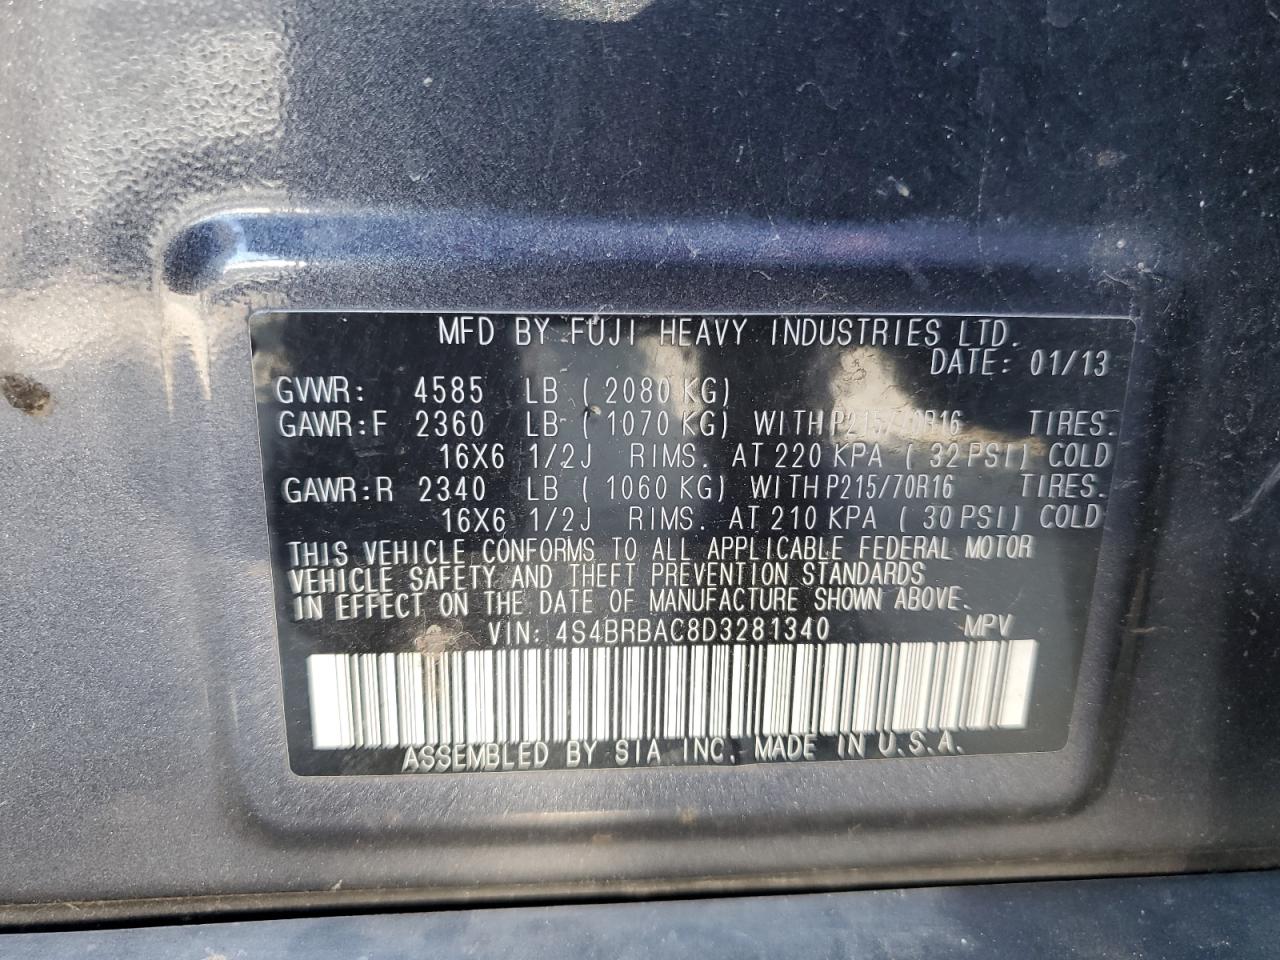 MFD BY FUJI HEAVY INDUSTRIES LTD.
DATE: 01/13
GVWR: 4585 LB ( 2080 KG)
GAWR:F 2360 LB ( 1070 KG) WITH P215/70R16 TIRES.
16X6 1/2J RIMS. AT 220 KPA ( 32 PSI) COLD
GAWR:R 2340 LB ( 1060 KG) WITH P215/70R16 TIRES.
16X6 1/2J RIMS. AT 210 KPA ( 30 PSI) COLD
THIS VEHICLE CONFORMS TO ALL APPLICABLE FEDERAL MOTOR
VEHICLE SAFETY AND THEFT PREVENTION STANDARDS
IN EFFECT ON THE DATE OF MANUFACTURE SHOWN ABOVE.
VIN: 4S4BRBAC8D3281340 MPV
ASSEMBLED BY SIA INC. MADE IN U.S.A.